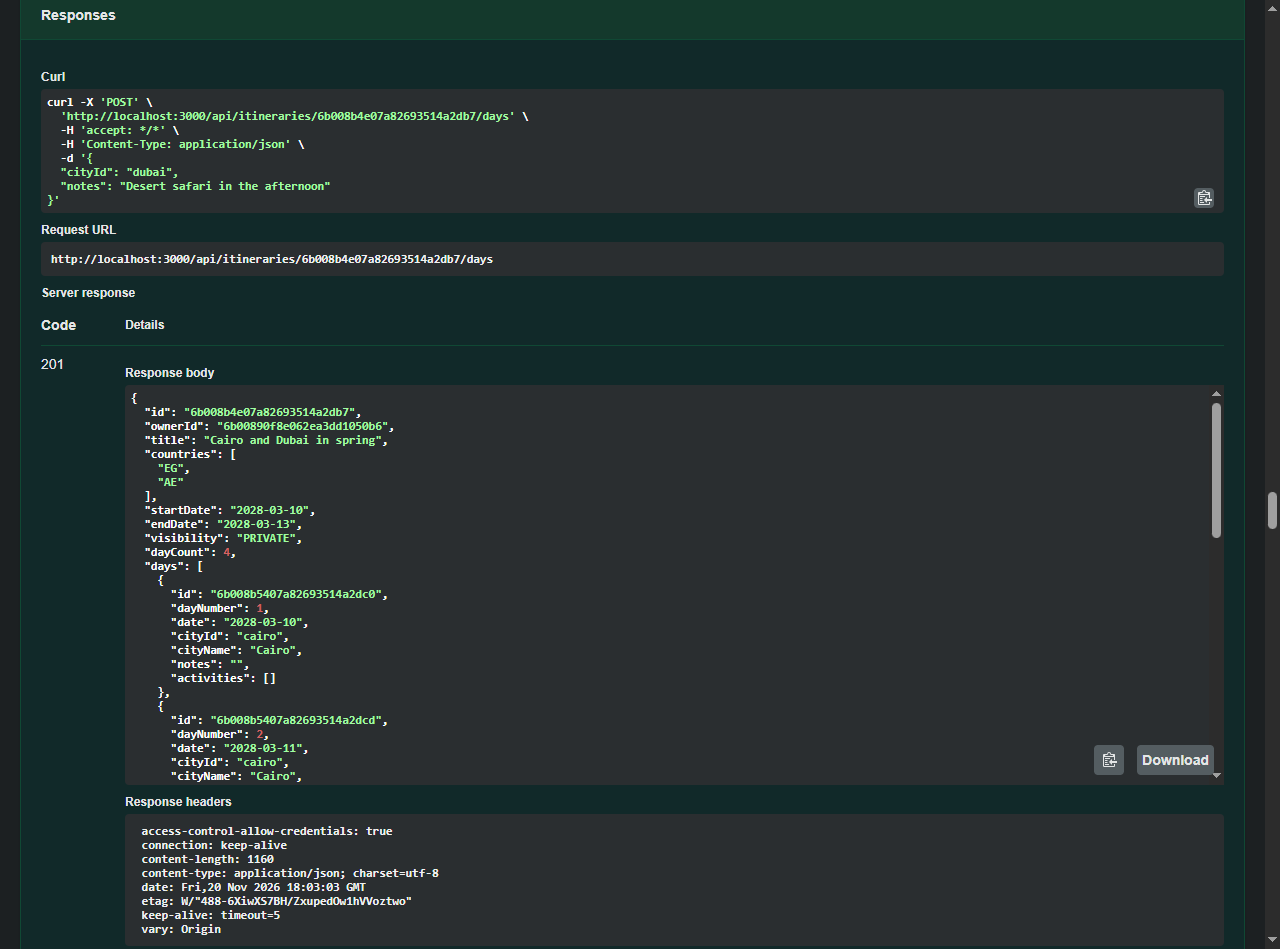 Responses
Curl
curl -X 'POST' \
  'http://localhost:3000/api/itineraries/6b008b4e07a82693514a2db7/days' \
  -H 'accept: */*' \
  -H 'Content-Type: application/json' \
  -d '{
  "cityId": "dubai",
  "notes": "Desert safari in the afternoon"
}'
Request URL
http://localhost:3000/api/itineraries/6b008b4e07a82693514a2db7/days
Server response
Code Details
201
Response body
{
  "id": "6b008b4e07a82693514a2db7",
  "ownerId": "6b00890f8e062ea3dd1050b6",
  "title": "Cairo and Dubai in spring",
  "countries": [
    "EG",
    "AE"
  ],
  "startDate": "2028-03-10",
  "endDate": "2028-03-13",
  "visibility": "PRIVATE",
  "dayCount": 4,
  "days": [
    {
      "id": "6b008b5407a82693514a2dc0",
      "dayNumber": 1,
      "date": "2028-03-10",
      "cityId": "cairo",
      "cityName": "Cairo",
      "notes": "",
      "activities": []
    },
    {
      "id": "6b008b5407a82693514a2dcd",
      "dayNumber": 2,
      "date": "2028-03-11",
      "cityId": "cairo",
      "cityName": "Cairo",
Download
Response headers
access-control-allow-credentials: true
connection: keep-alive
content-length: 1160
content-type: application/json; charset=utf-8
date: Fri,20 Nov 2026 18:03:03 GMT
etag: W/"488-6XiwXS7BH/ZxupedOw1hVVoztwo"
keep-alive: timeout=5
vary: Origin